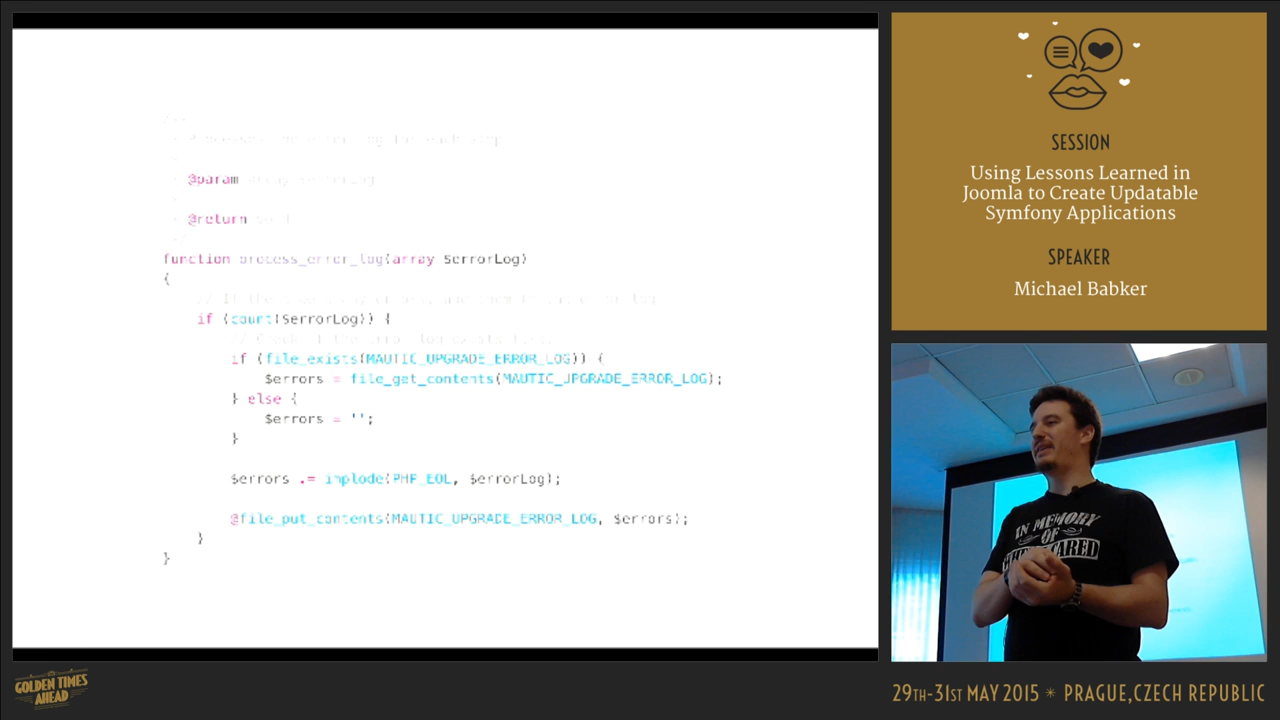 /**
@param
@return
function process_error_log(array $errorLog)
{
if (count($errorLog)) {
if (file_exists(MAUTIC_UPGRADE_ERROR_LOG)) {
$errors = file_get_contents(MAUTIC_UPGRADE_ERROR_LOG);
} else {
$errors = '';
}
$errors .= implode(PHP_EOL, $errorLog);
@file_put_contents(MAUTIC_UPGRADE_ERROR_LOG, $errors);
}
}
SESSION
Using Lessons Learned in
Joomla to Create Updatable
Symfony Applications
SPEAKER
Michael Babker
IN MEMORY
OF
GOLDEN TIMES
AHEAD
29TH-31ST MAY 2015 * PRAGUE,CZECH REPUBLIC